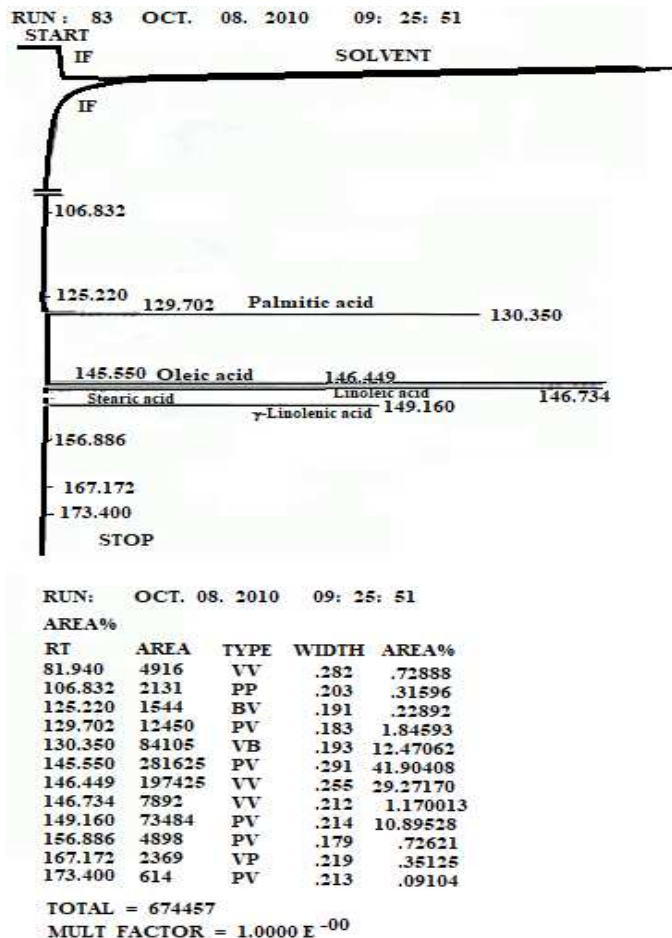 RUN : 83 OCT. 08. 2010 09: 25: 51
START
IF SOLVENT
IF
106.832
125.220
129.702 Palmitic acid 130.350
145.550 Oleic acid 146.449
Stearic acid Linoleic acid 146.734
γ-Linolenic acid 149.160
156.886
167.172
173.400
STOP
RUN: OCT. 08. 2010 09: 25: 51
AREA%
RT AREA TYPE WIDTH AREA%
81.940 4916 VV .282 .72888
106.832 2131 PP .203 .31596
125.220 1544 BV .191 .22892
129.702 12450 PV .183 1.84593
130.350 84105 VB .193 12.47062
145.550 281625 PV .291 41.90408
146.449 197425 VV .255 29.27170
146.734 7892 VV .212 1.170013
149.160 73484 PV .214 10.89528
156.886 4898 PV .179 .72621
167.172 2369 VP .219 .35125
173.400 614 PV .213 .09104
TOTAL = 674457
MULT FACTOR = 1.0000 E -00